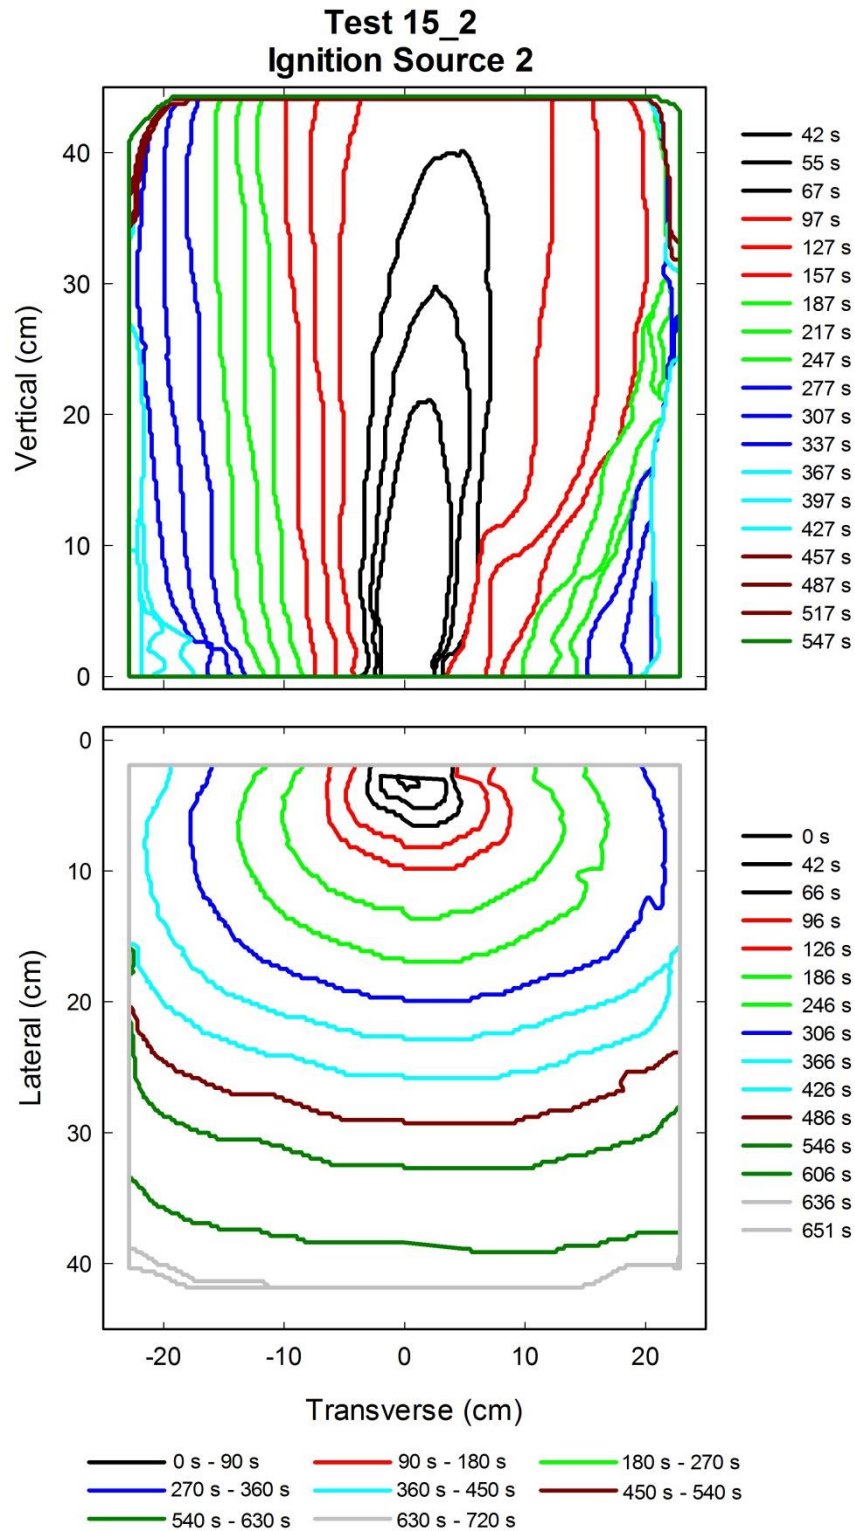 Test 15_2
Ignition Source 2
Vertical (cm)
40
30
20
10
0
42 s
55 s
67 s
97 s
127 s
157 s
187 s
217 s
247 s
277 s
307 s
337 s
367 s
397 s
427 s
457 s
487 s
517 s
547 s
Lateral (cm)
0
10
20
30
40
0 s
42 s
66 s
96 s
126 s
186 s
246 s
306 s
366 s
426 s
486 s
546 s
606 s
636 s
651 s
-20 -10 0 10 20
Transverse (cm)
0 s - 90 s 90 s - 180 s 180 s - 270 s
270 s - 360 s 360 s - 450 s 450 s - 540 s
540 s - 630 s 630 s - 720 s